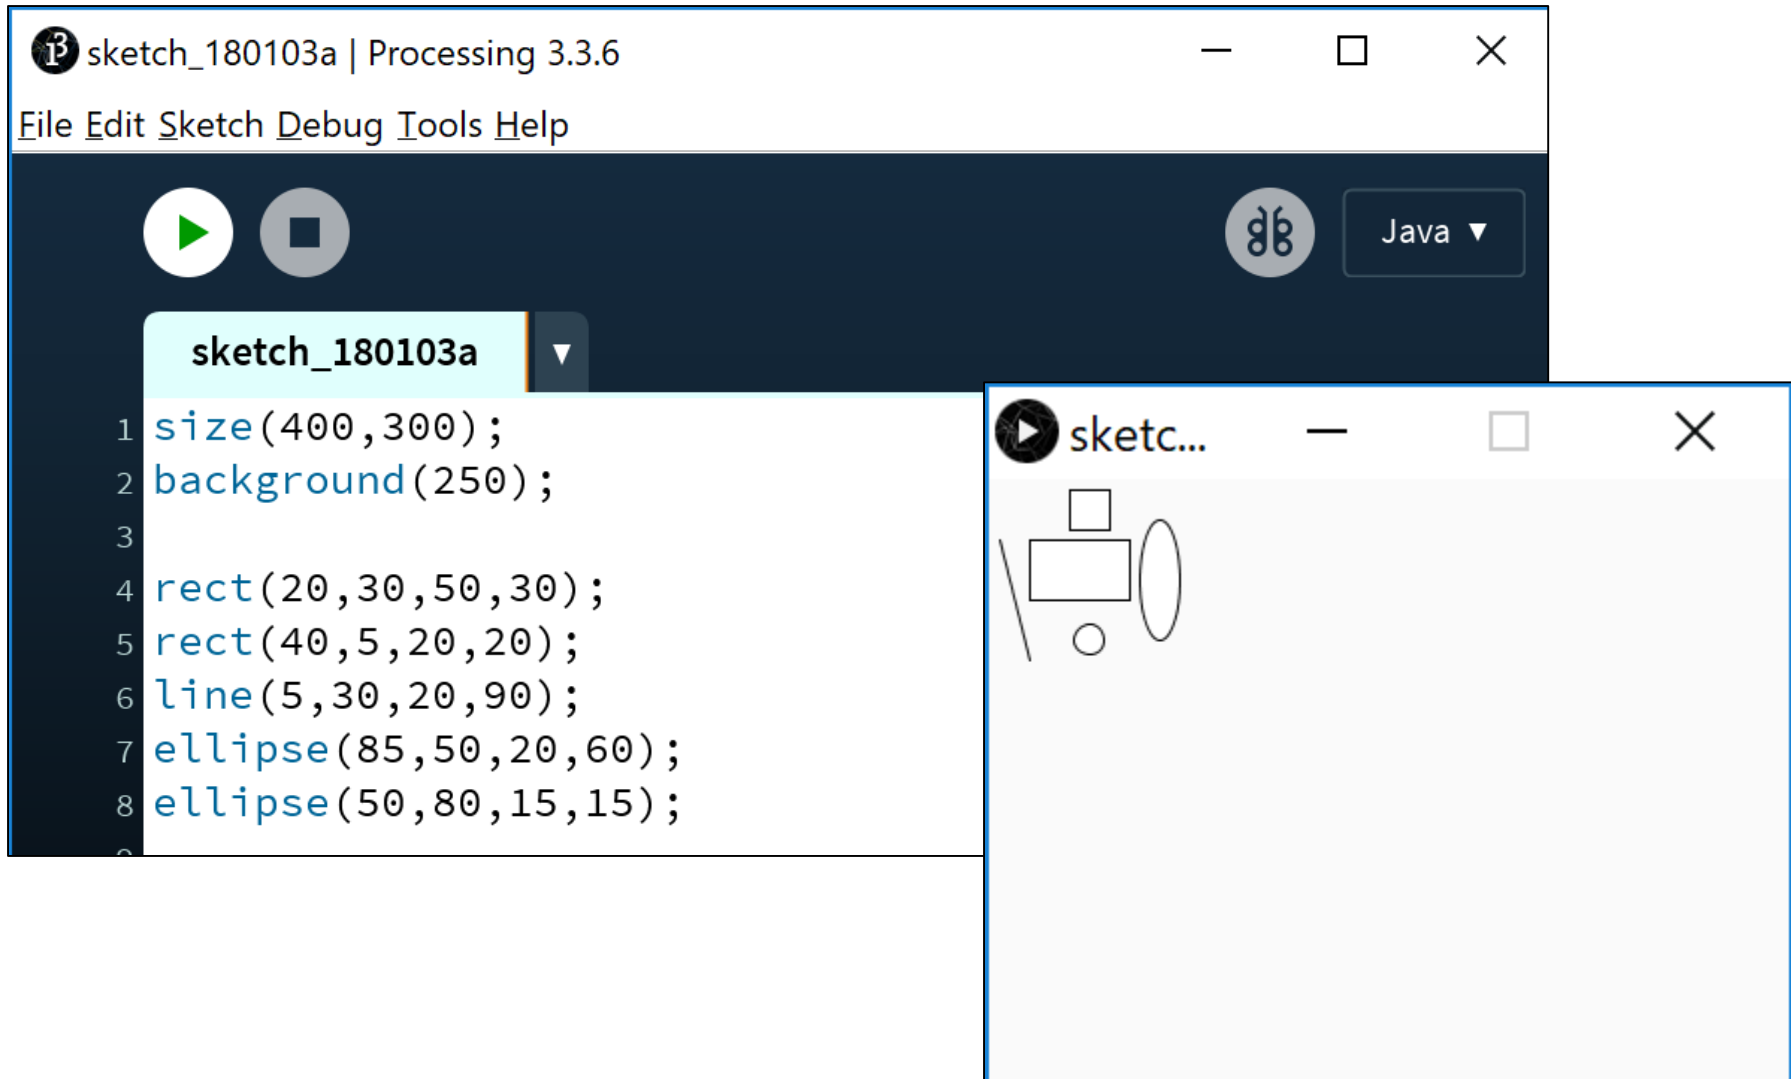 sketch_180103a | Processing 3.3.6
File Edit Sketch Debug Tools Help
Java ▼
sketch_180103a ▼
1 size(400,300);
2 background(250);
3
4 rect(20,30,50,30);
5 rect(40,5,20,20);
6 line(5,30,20,90);
7 ellipse(85,50,20,60);
8 ellipse(50,80,15,15);
sketc...